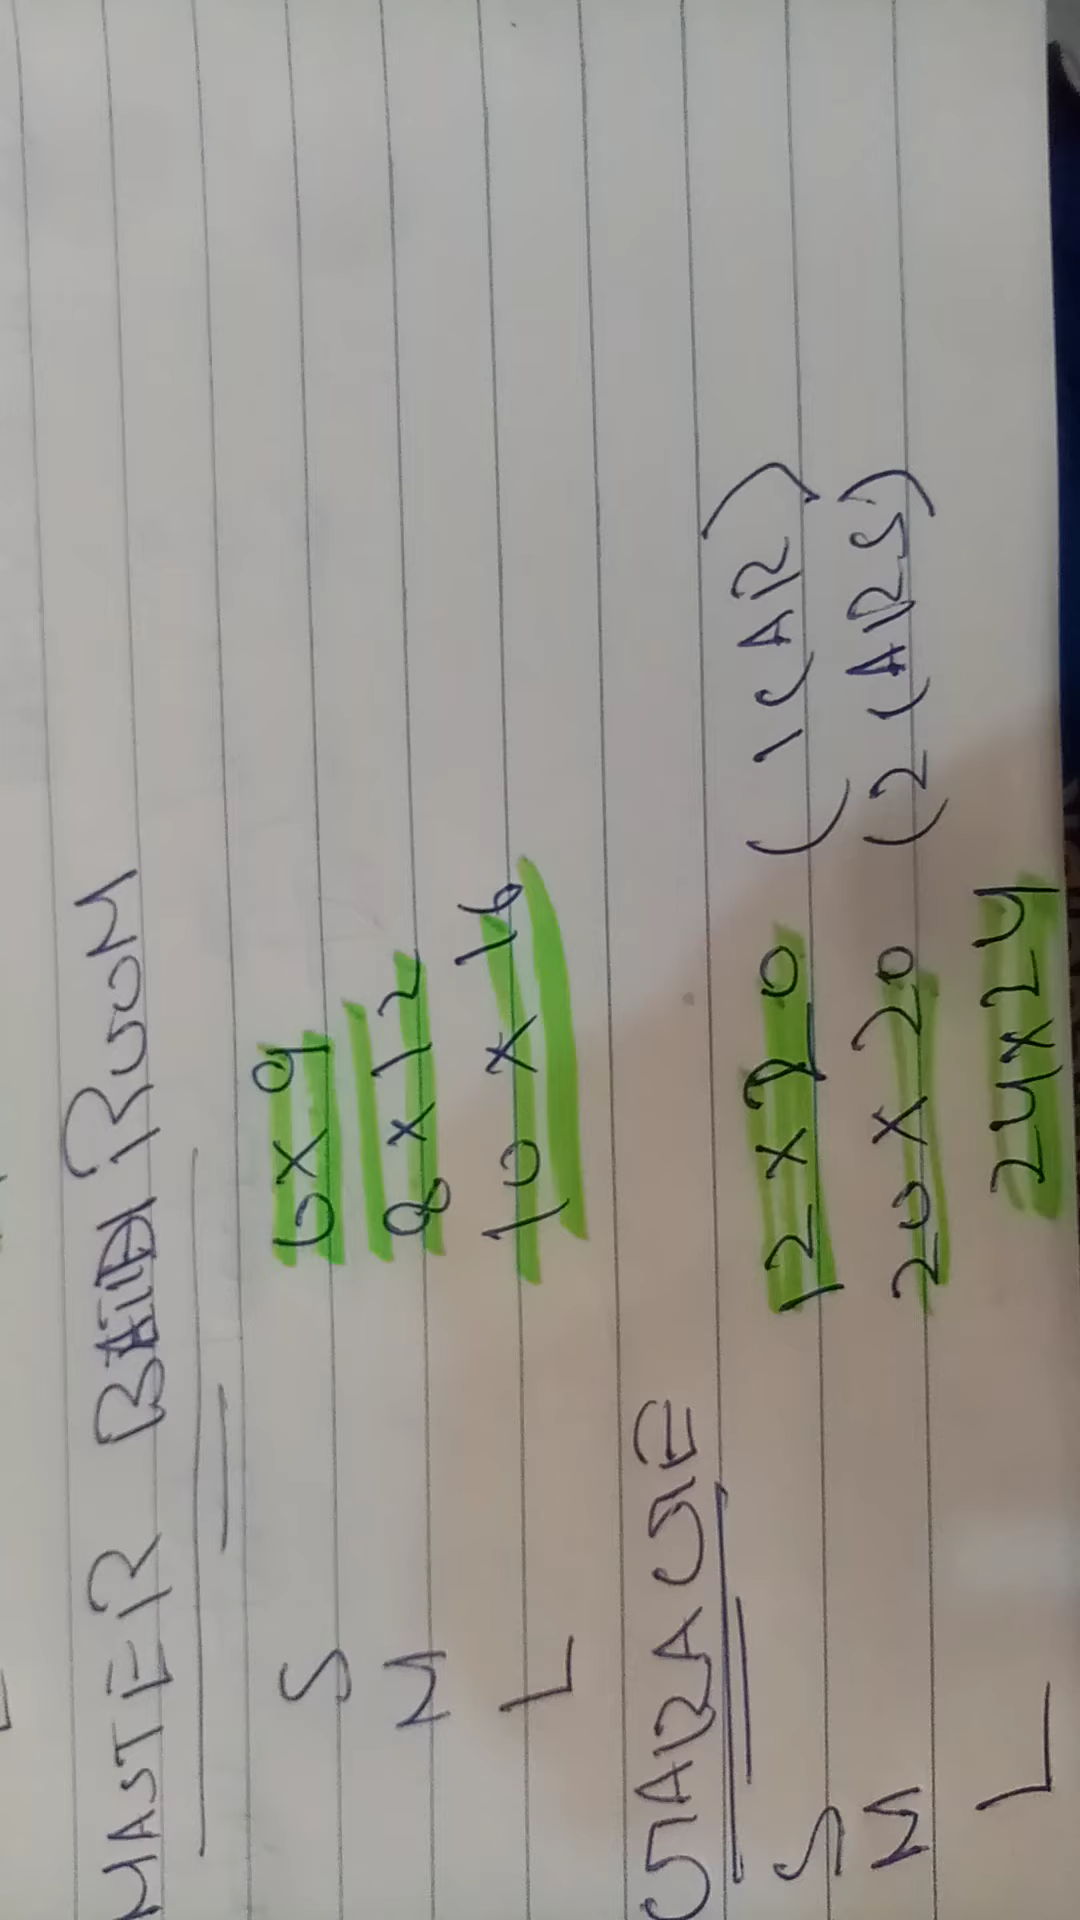 MASTER BATH ROOM
S 6x9
M 8x12
L 10x16
GARAGE
S 12x20 (1 CAR)
M 20x20 (2 CARS)
L 24x24